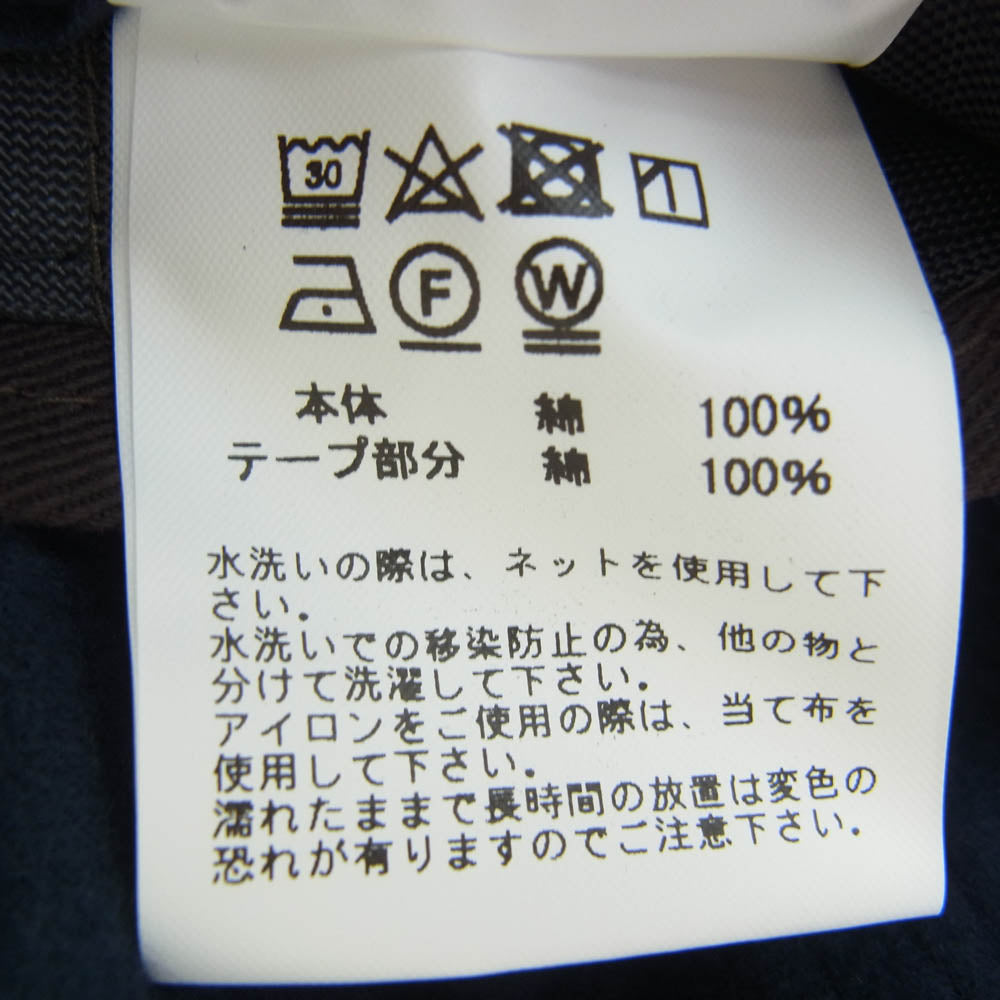 30
F W
本体 綿 100%
テープ部分 綿 100%
水洗いの際は、ネットを使用して下
さい.
水洗いでの移染防止の為、他の物と
分けて洗濯して下さい.
アイロンをご使用の際は、当て布を
使用して下さい.
濡れたままで長時間の放置は変色の
恐れが有りますのでご注意下さい.